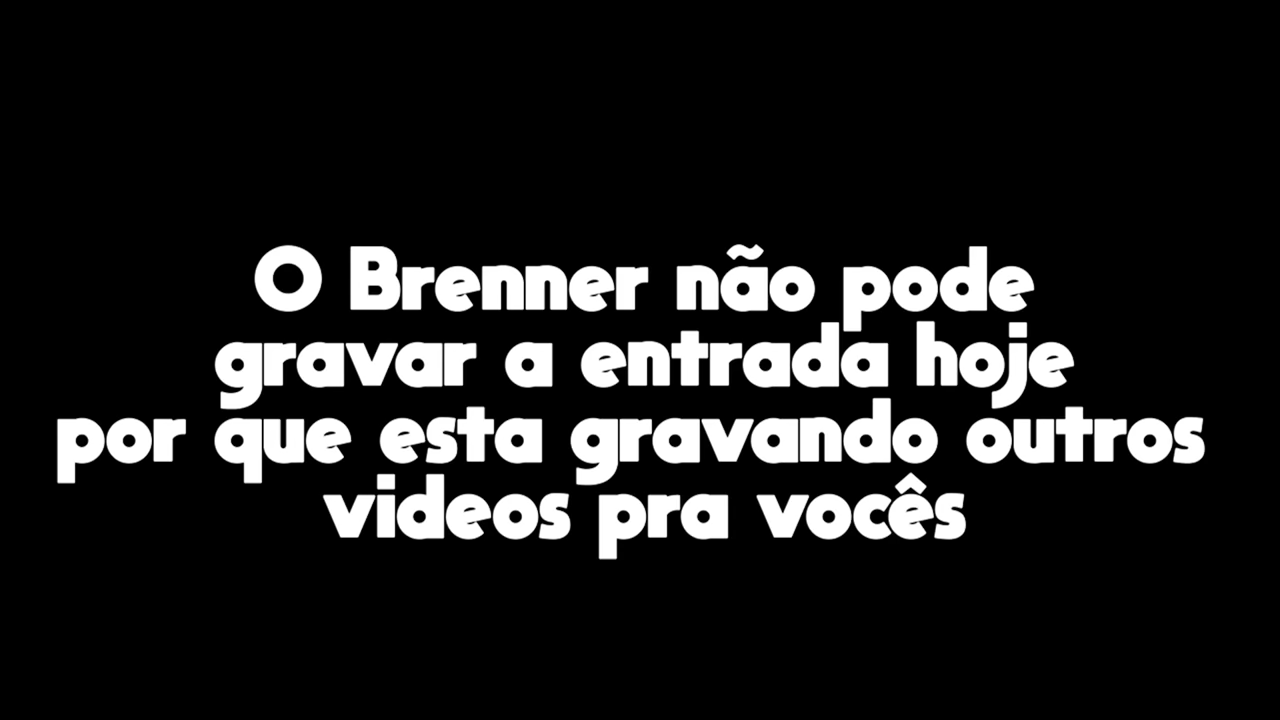 O Brenner não pode
gravar a entrada hoje
por que esta gravando outros
videos pra vocês